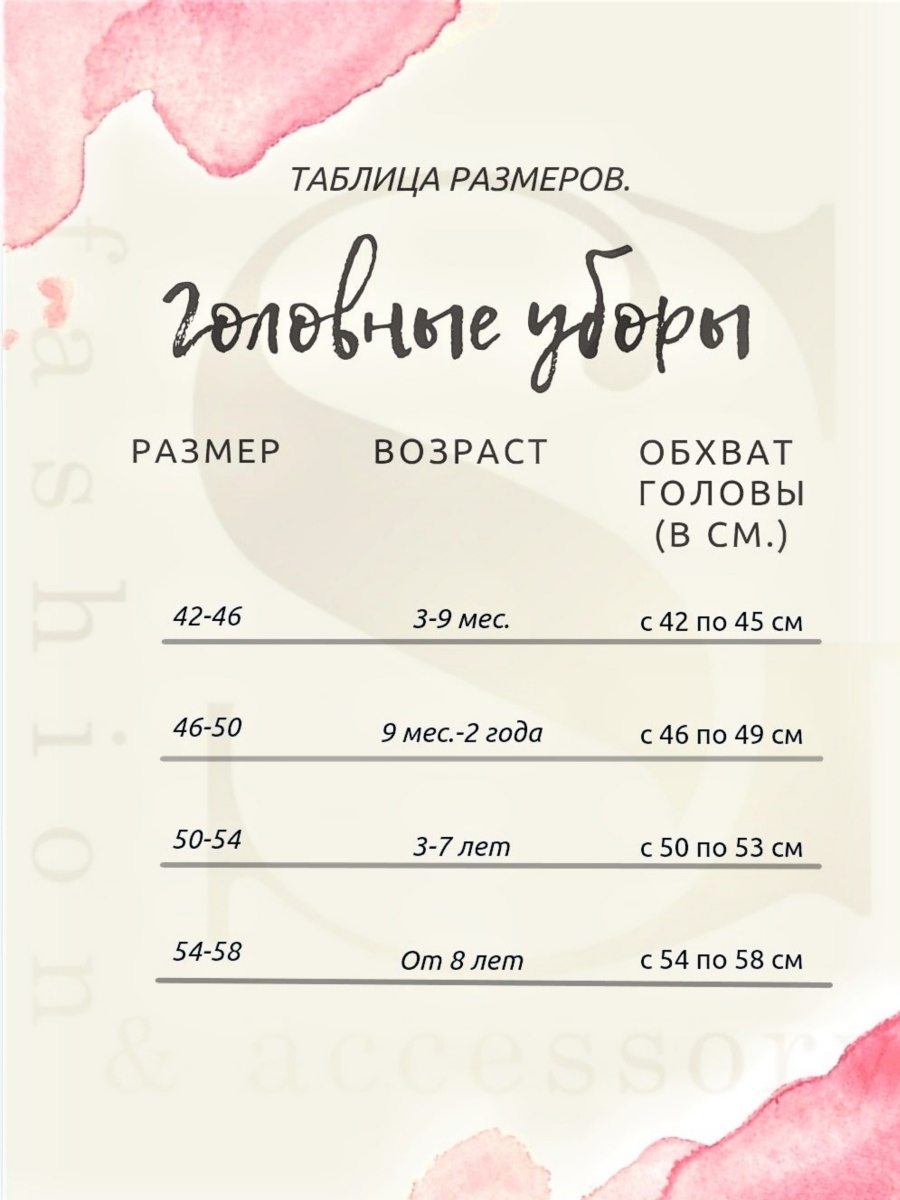 ТАБЛИЦА РАЗМЕРОВ.
головные уборы
РАЗМЕР ВОЗРАСТ ОБХВАТ
ГОЛОВЫ
(В СМ.)
42-46 3-9 мес. с 42 по 45 см
46-50 9 мес.-2 года с 46 по 49 см
50-54 3-7 лет с 50 по 53 см
54-58 От 8 лет с 54 по 58 см
fashion
& accessory